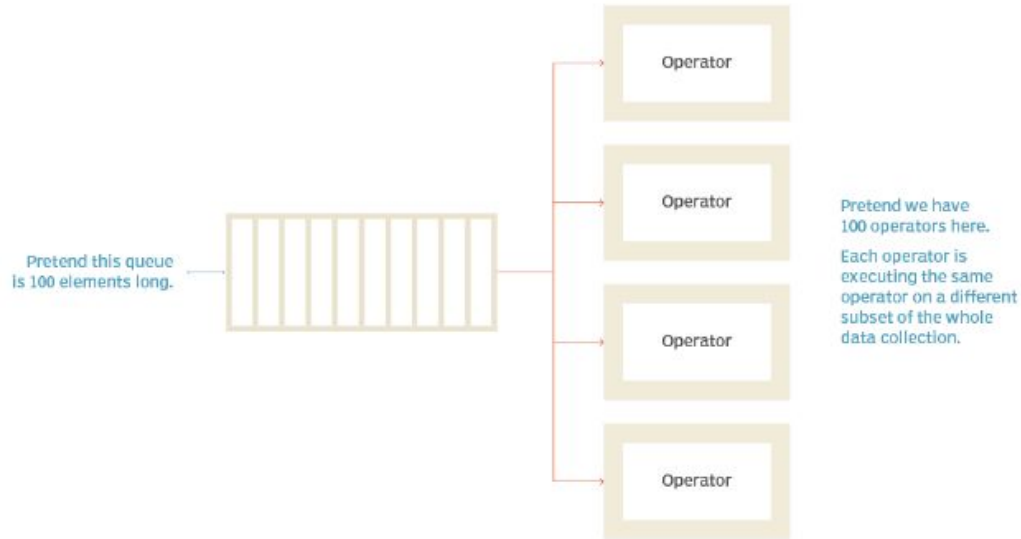 Operator
Operator
Pretend this queue
is 100 elements long.
Pretend we have
100 operators here.
Each operator is
executing the same
operator on a different
subset of the whole
data collection.
Operator
Operator